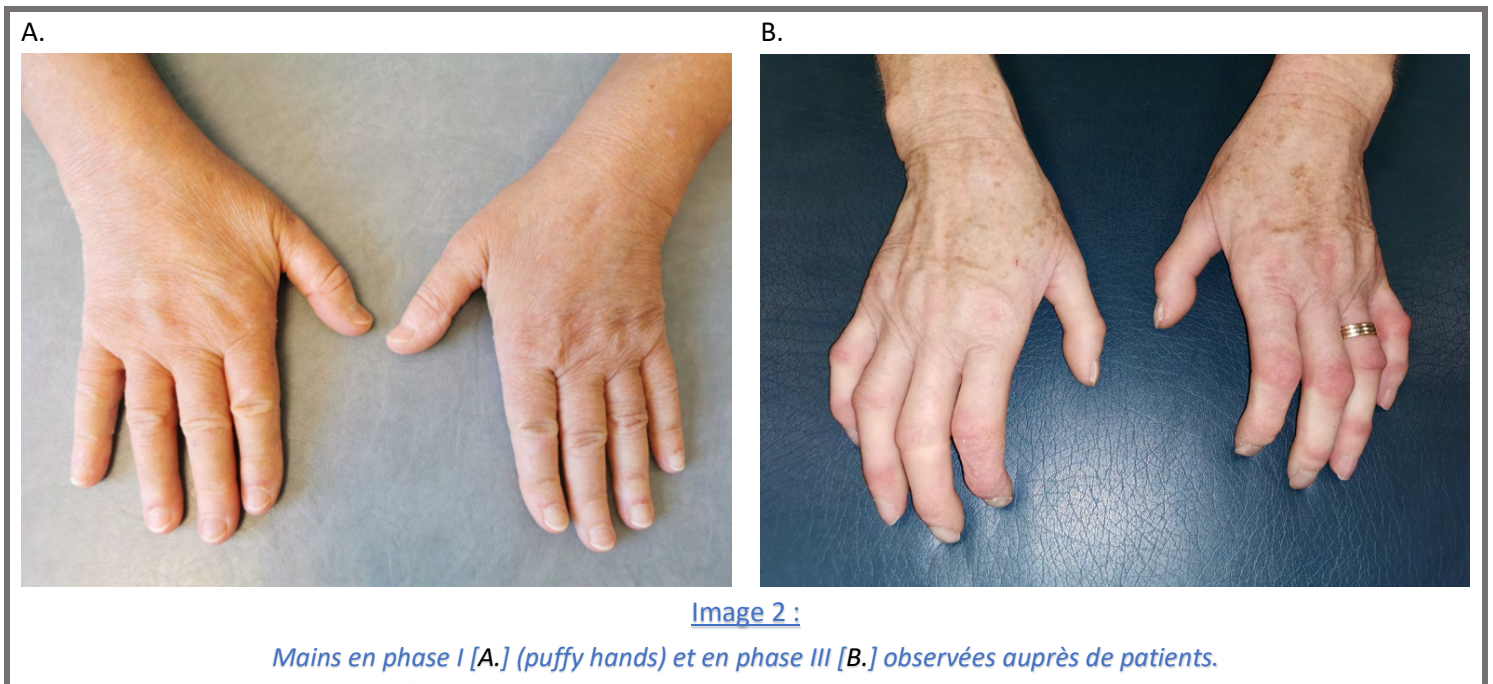 A.
B.
Image 2 :
Mains en phase I [A.] (puffy hands) et en phase III [B.] observées auprès de patients.